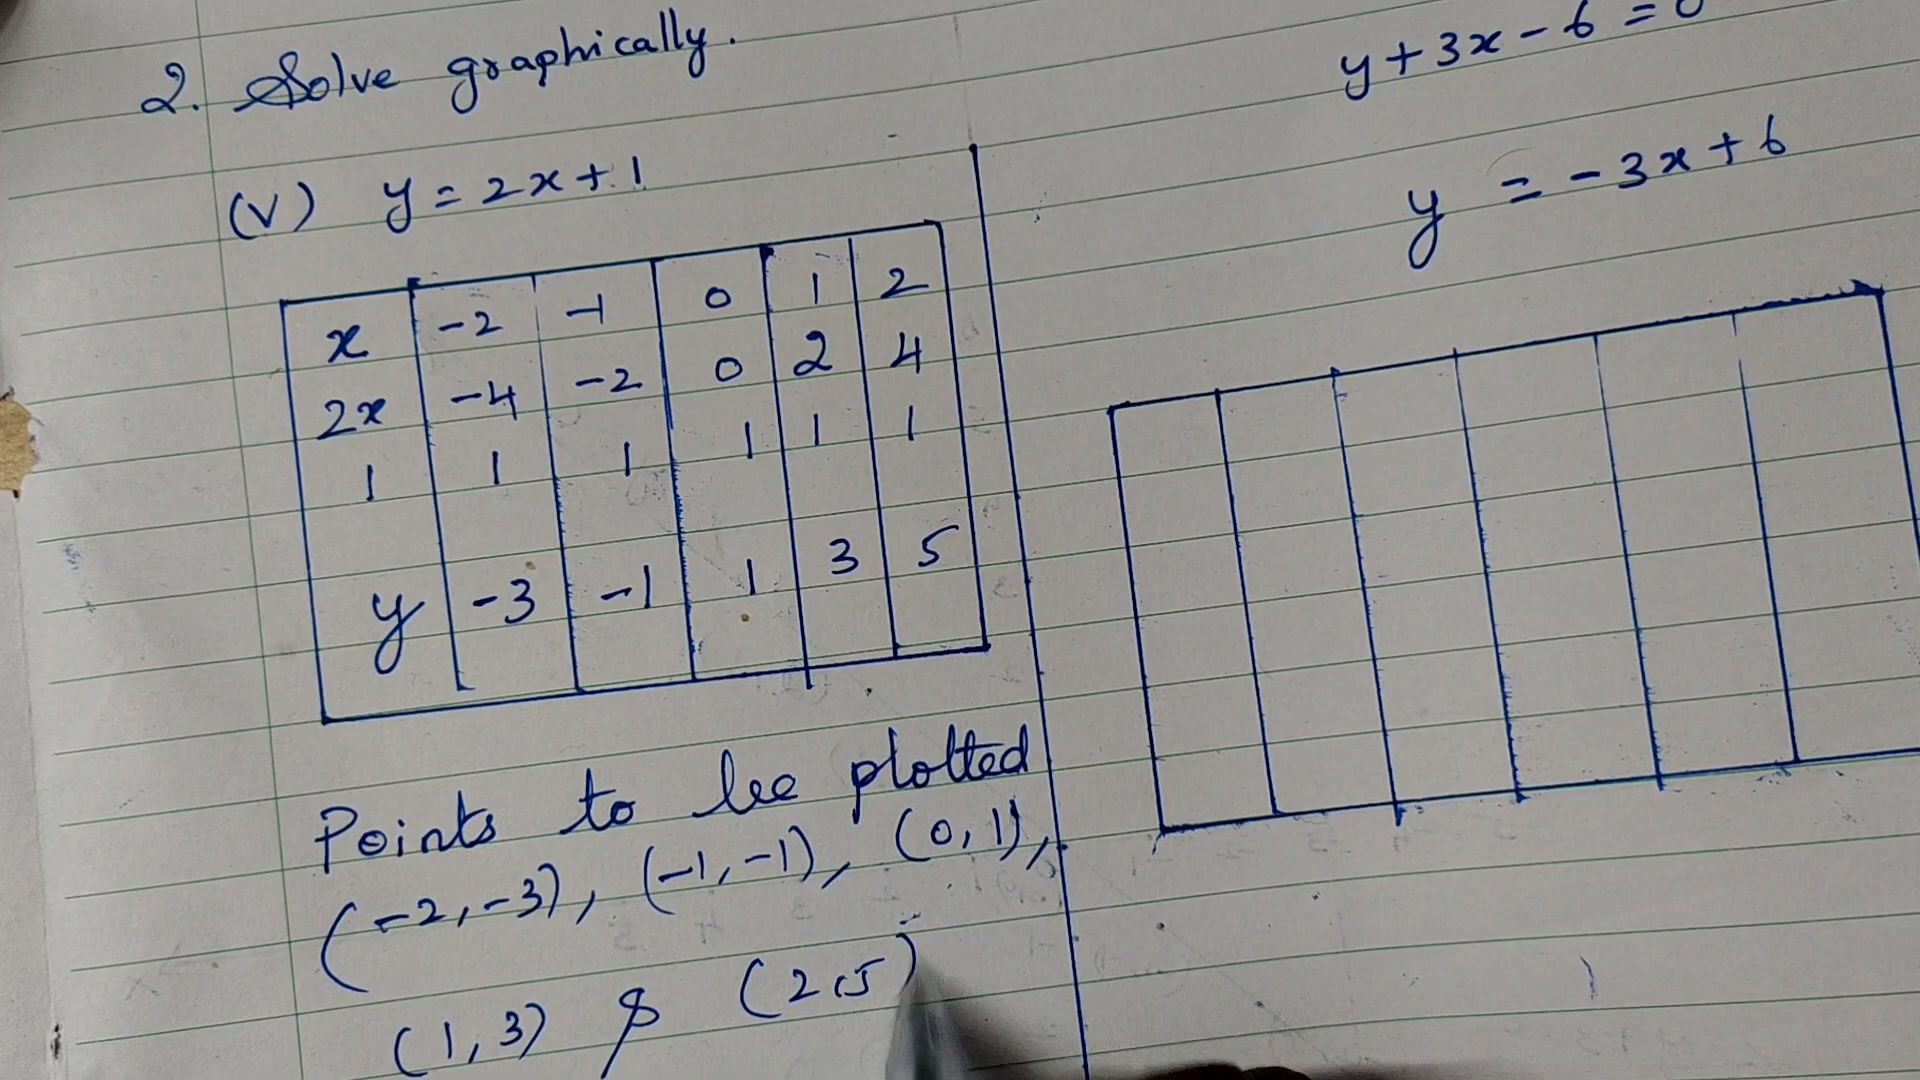 2. Solve graphically.
(V) y = 2x + 1
x -2 -1 0 1 2
2x -4 -2 0 2 4
1 1 1 1 1 1
y -3 -1 1 3 5
Points to be plotted
(-2,-3), (-1,-1), (0,1),
(1,3) & (2,5)
y + 3x - 6 = 0
y = -3x + 6